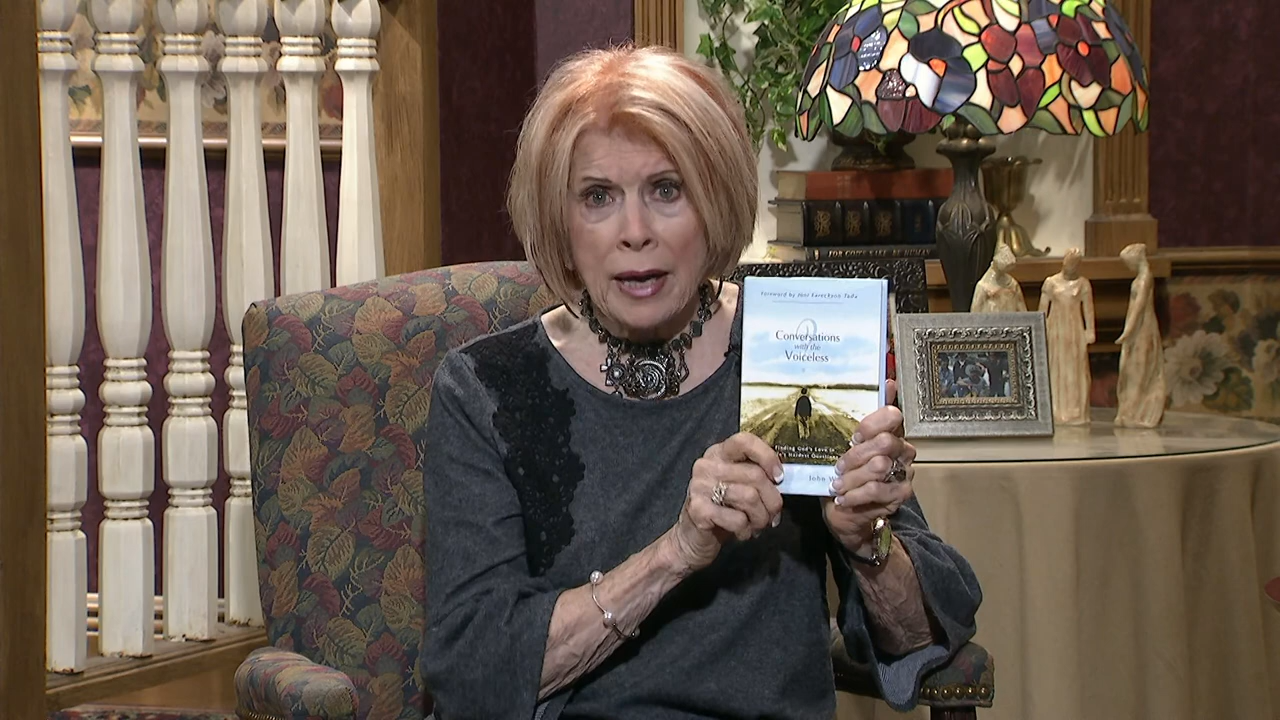 Foreword by Joni Eareckson Tada
Conversations
with the
Voiceless
Finding God's Love in
Hardest Questions
John
FOR GOD'S SAKE, BE HUMAN